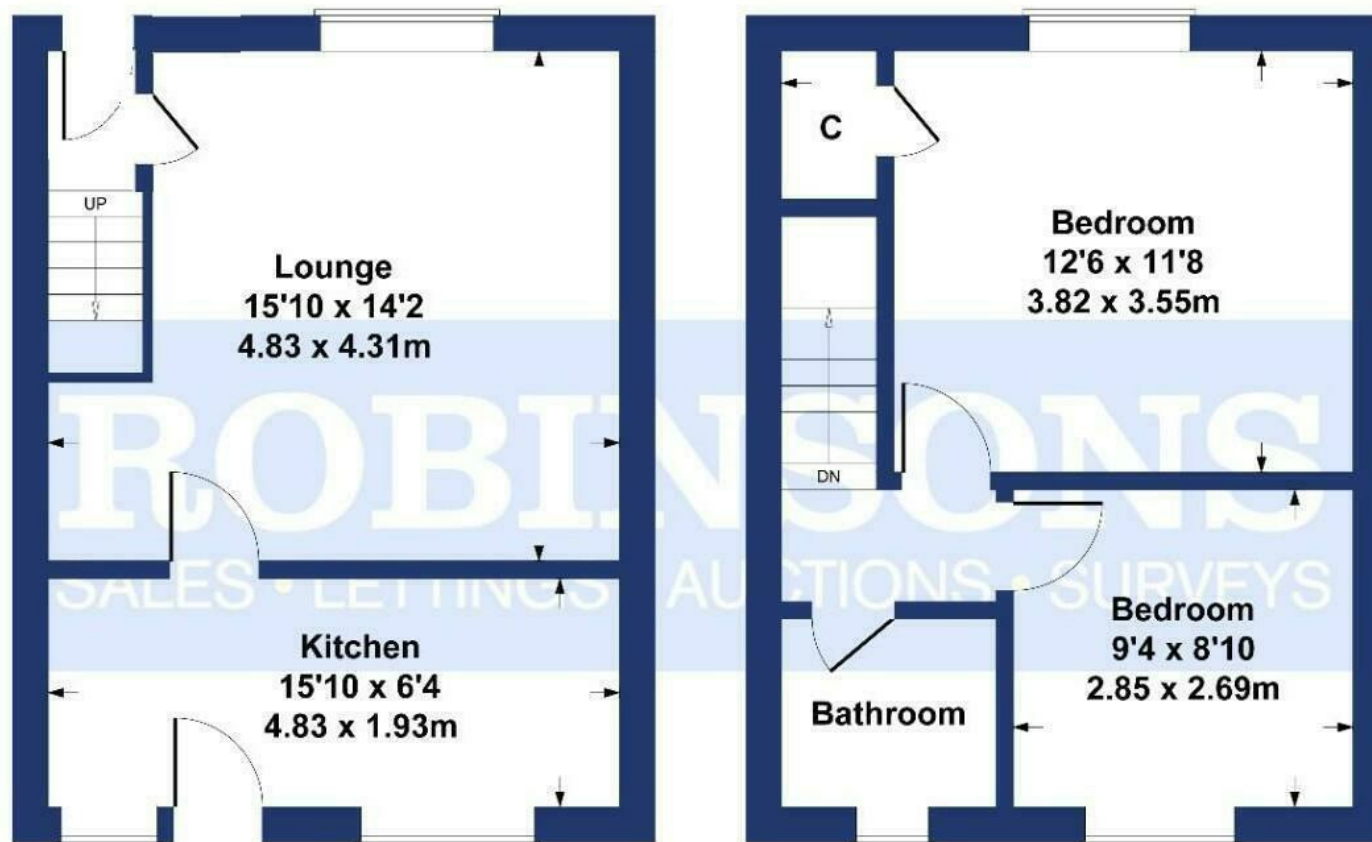 UP
Lounge
15'10 x 14'2
4.83 x 4.31m
Kitchen
15'10 x 6'4
4.83 x 1.93m
C
Bedroom
12'6 x 11'8
3.82 x 3.55m
DN
Bedroom
9'4 x 8'10
2.85 x 2.69m
Bathroom
ROBINSONS
SALES • LETTINGS • AUCTIONS • SURVEYS